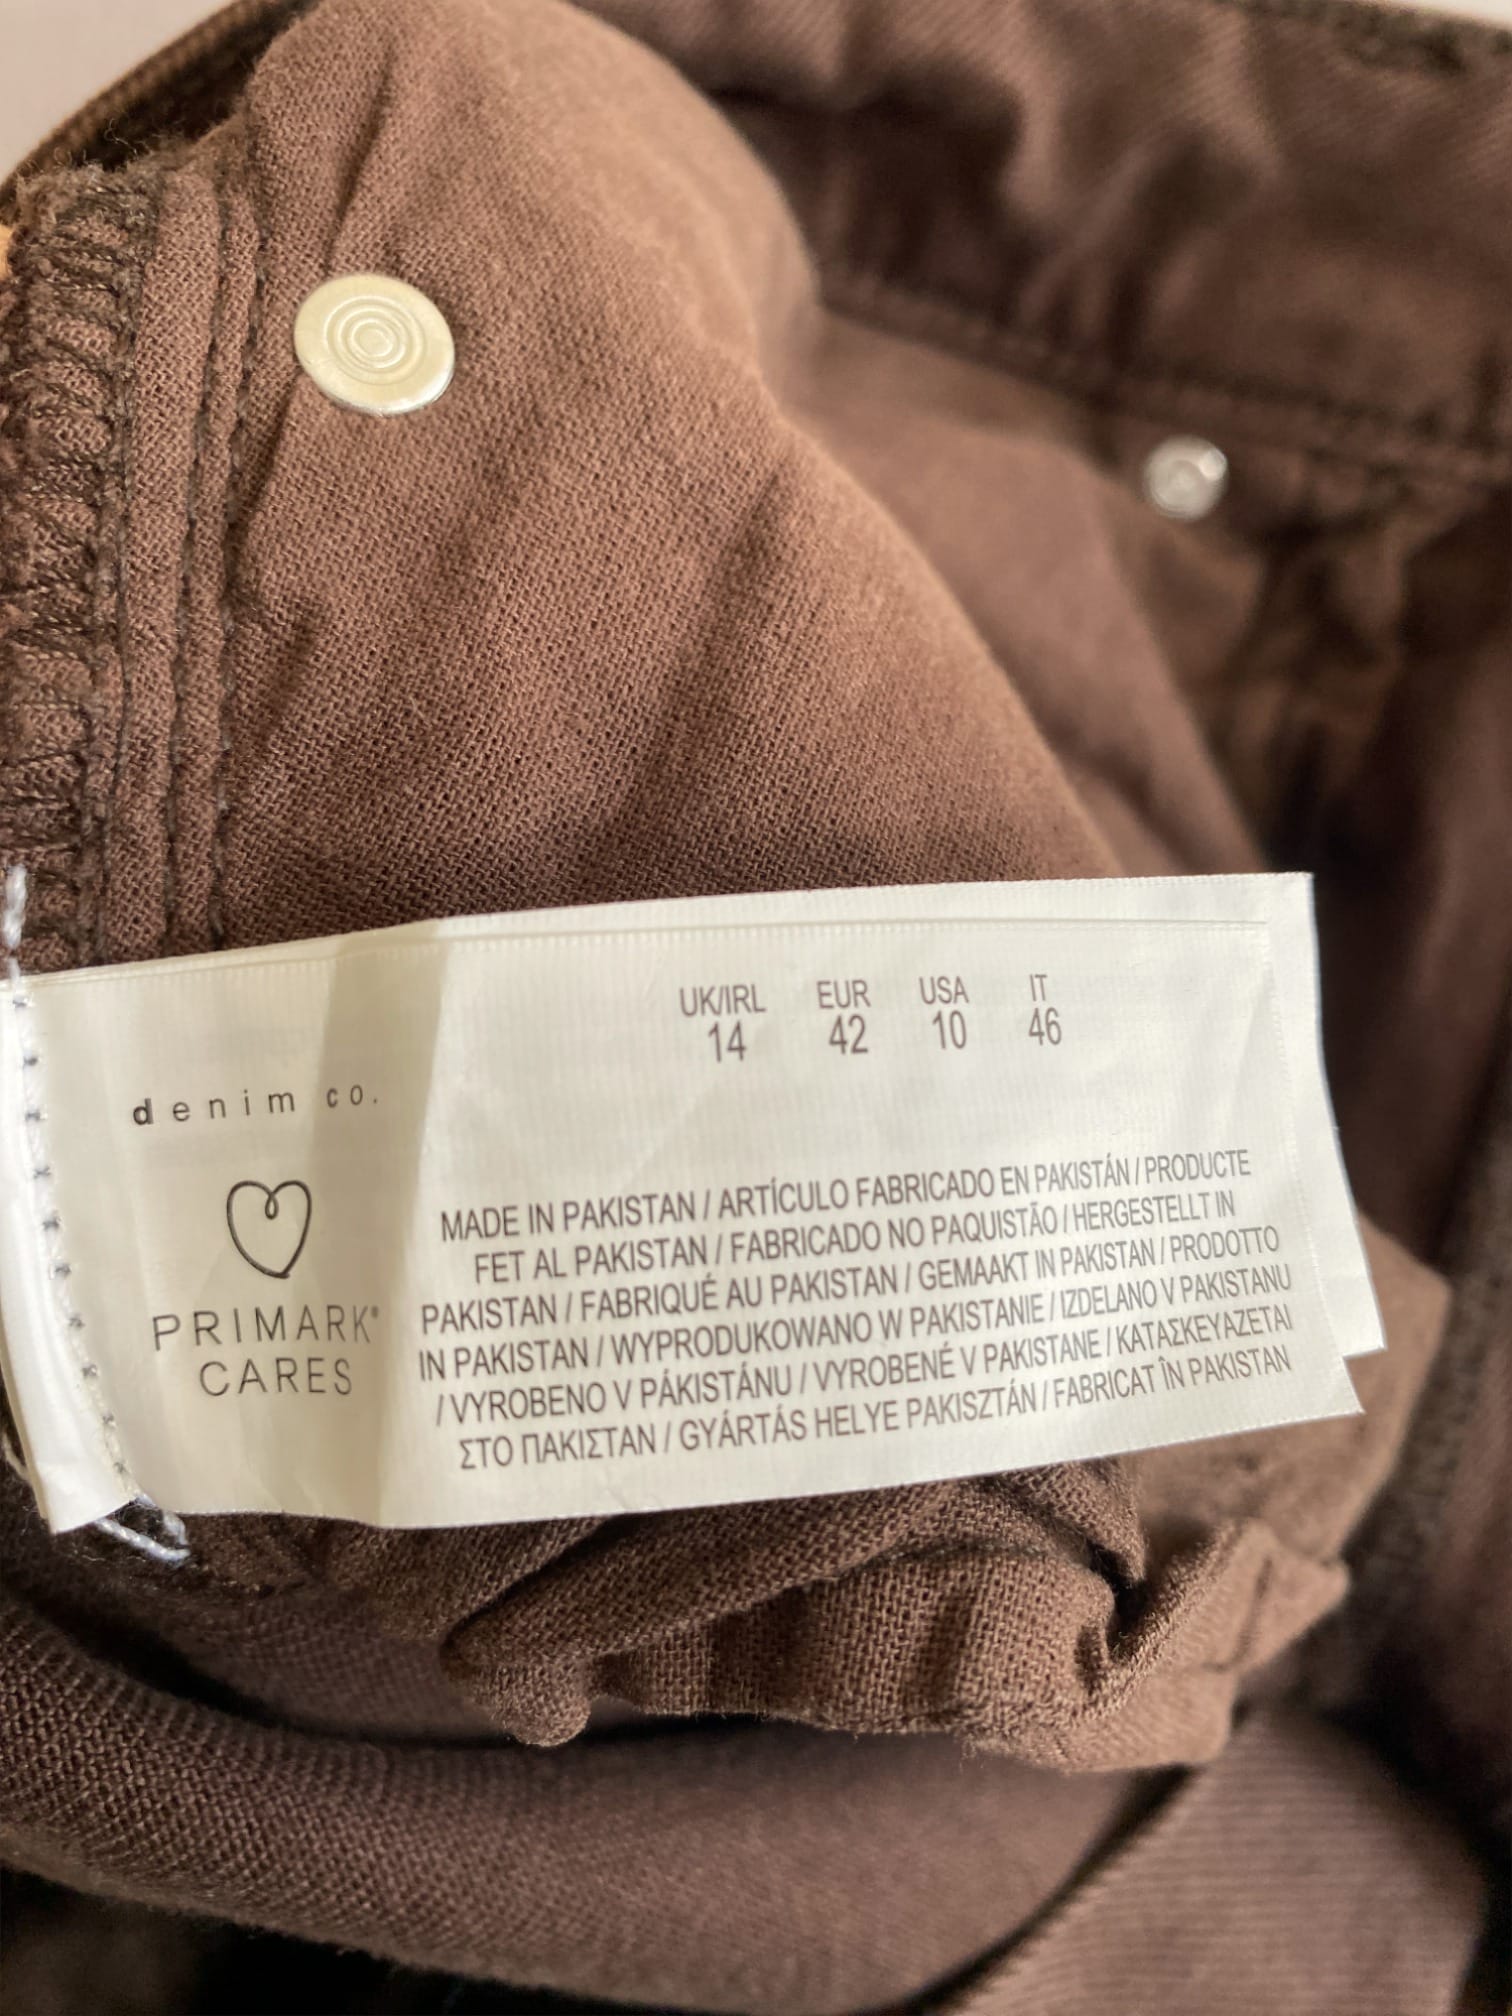 UK/IRL EUR USA IT
14 42 10 46
denim co.
PRIMARK®
CARES
MADE IN PAKISTAN / ARTÍCULO FABRICADO EN PAKISTÁN / PRODUCTE
FET AL PAKISTAN / FABRICADO NO PAQUISTÃO / HERGESTELLT IN
PAKISTAN / FABRIQUÉ AU PAKISTAN / GEMAAKT IN PAKISTAN / PRODOTTO
IN PAKISTAN / WYPRODUKOWANO W PAKISTANIE / IZDELANO V PAKISTANU
/ VYROBENO V PÁKISTÁNU / VYROBENÉ V PAKISTANE / ΚΑΤΑΣΚΕΥΑΖΕΤΑΙ
ΣΤΟ ΠΑΚΙΣΤΑΝ / GYÁRTÁS HELYE PAKISZTÁN / FABRICAT ÎN PAKISTAN